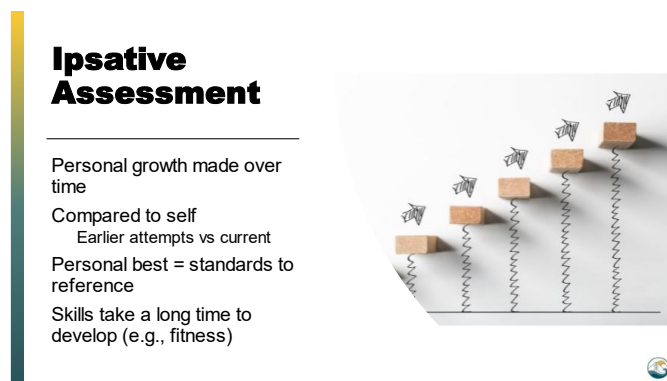 Ipsative
Assessment
Personal growth made over
time
Compared to self
Earlier attempts vs current
Personal best = standards to
reference
Skills take a long time to
develop (e.g., fitness)